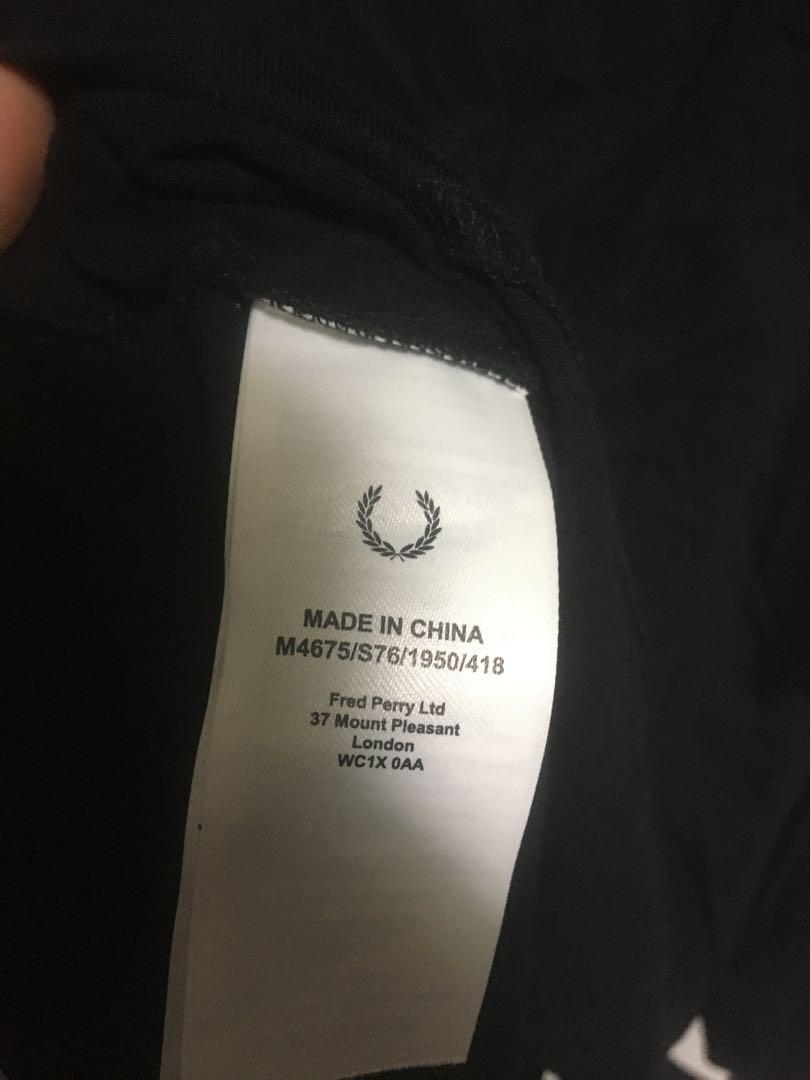 MADE IN CHINA
M4675/S76/1950/418
Fred Perry Ltd
37 Mount Pleasant
London
WC1X 0AA